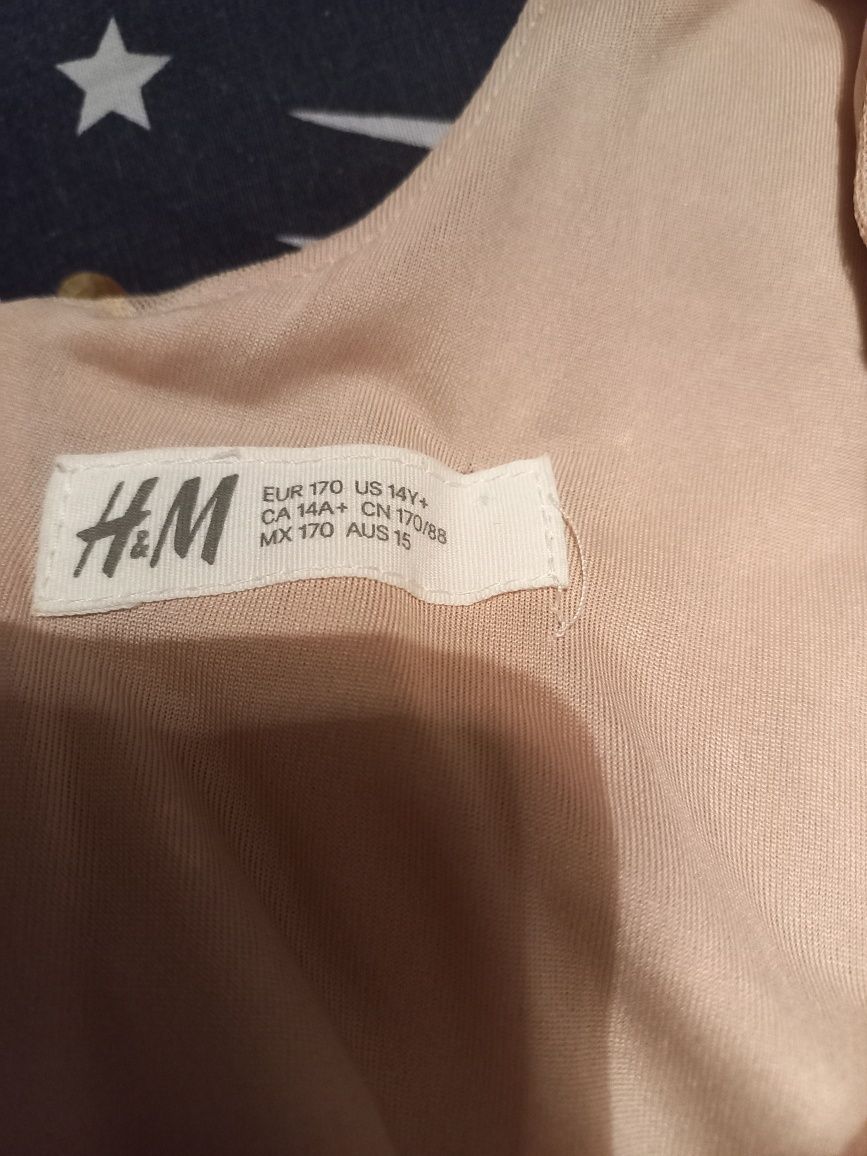 H&M
EUR 170 US 14Y+
CA 14A+ CN 170/88
MX 170 AUS 15